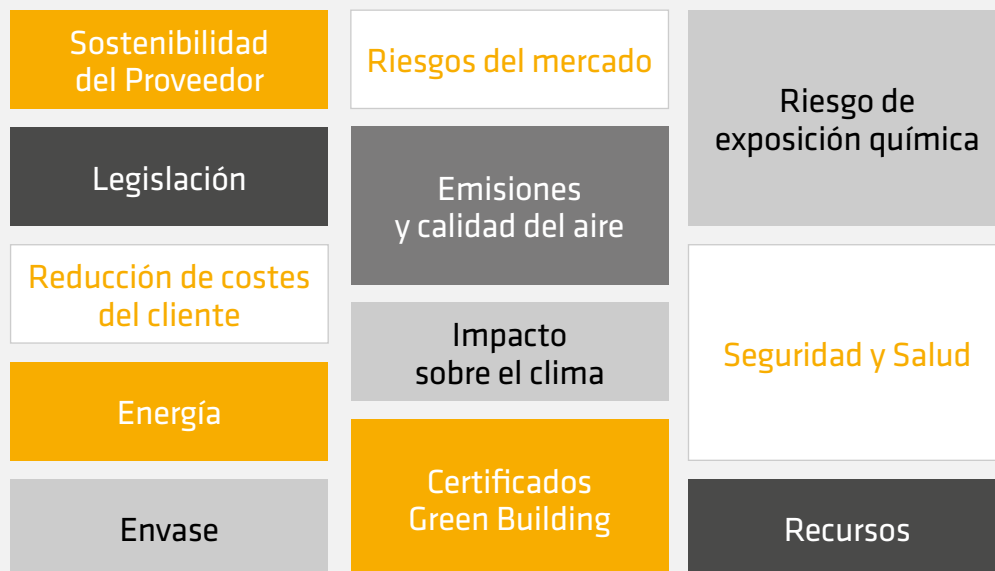 Sostenibilidad
del Proveedor
Legislación
Reducción de costes
del cliente
Energía
Envase
Riesgos del mercado
Emisiones
y calidad del aire
Impacto
sobre el clima
Certificados
Green Building
Riesgo de
exposición química
Seguridad y Salud
Recursos